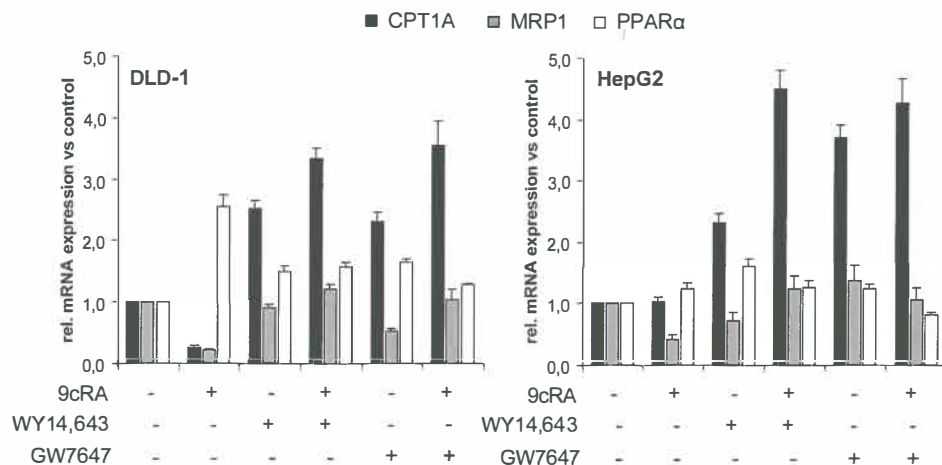 ■ CPT1A ■ MRP1 □ PPARα
DLD-1
rel. mRNA expression vs control
5,0
4,0
3,0
2,0
1,0
0,0
9cRA - + - + - +
WY14,643 - - + + - -
GW7647 - - - - + +
HepG2
rel. mRNA expression vs control
5,0
4,0
3,0
2,0
1,0
0,0
9cRA - + - + - +
WY14,643 - - + + - -
GW7647 - - - - + +